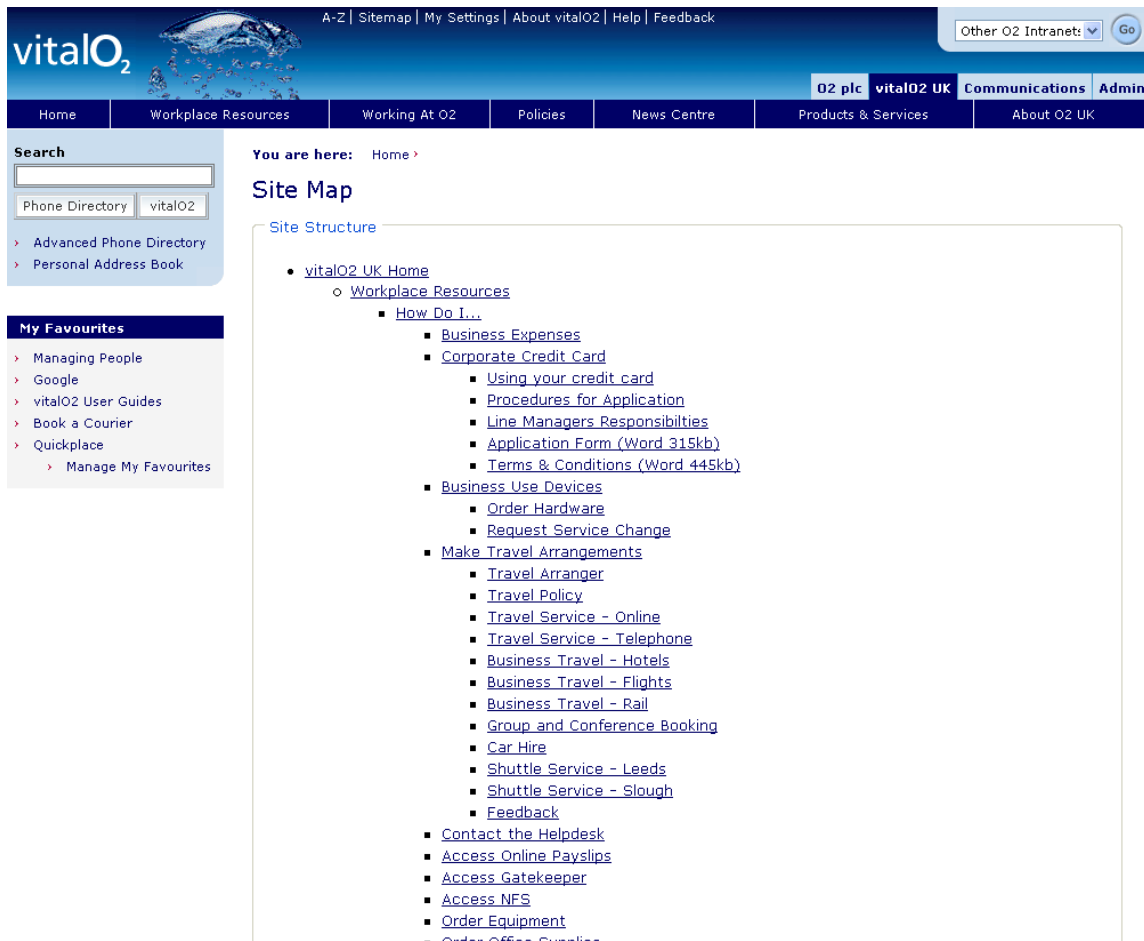 A-Z | Sitemap | My Settings | About vitalO2 | Help | Feedback
vitalO2
Other O2 Intranet: Go
O2 plc vitalO2 UK Communications Admin
Home Workplace Resources Working At O2 Policies News Centre Products & Services About O2 UK
Search
Phone Directory vitalO2
› Advanced Phone Directory
› Personal Address Book
My Favourites
› Managing People
› Google
› vitalO2 User Guides
› Book a Courier
› Quickplace
› Manage My Favourites
You are here: Home ›
Site Map
Site Structure
vitalO2 UK Home
Workplace Resources
How Do I...
Business Expenses
Corporate Credit Card
Using your credit card
Procedures for Application
Line Managers Responsibilties
Application Form (Word 315kb)
Terms & Conditions (Word 445kb)
Business Use Devices
Order Hardware
Request Service Change
Make Travel Arrangements
Travel Arranger
Travel Policy
Travel Service - Online
Travel Service - Telephone
Business Travel - Hotels
Business Travel - Flights
Business Travel - Rail
Group and Conference Booking
Car Hire
Shuttle Service - Leeds
Shuttle Service - Slough
Feedback
Contact the Helpdesk
Access Online Payslips
Access Gatekeeper
Access NFS
Order Equipment
Order Office Supplies